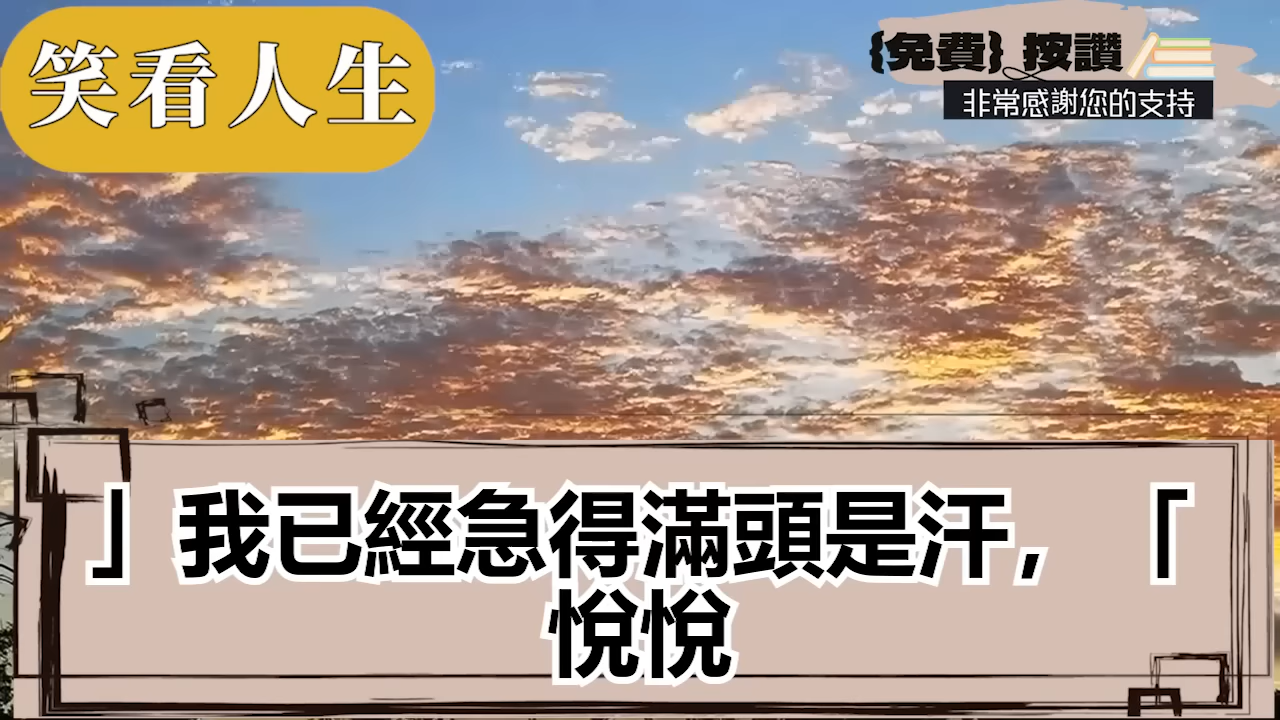 笑看人生
{免費} 按讚
非常感謝您的支持
」我已經急得滿頭是汗，「
悅悅